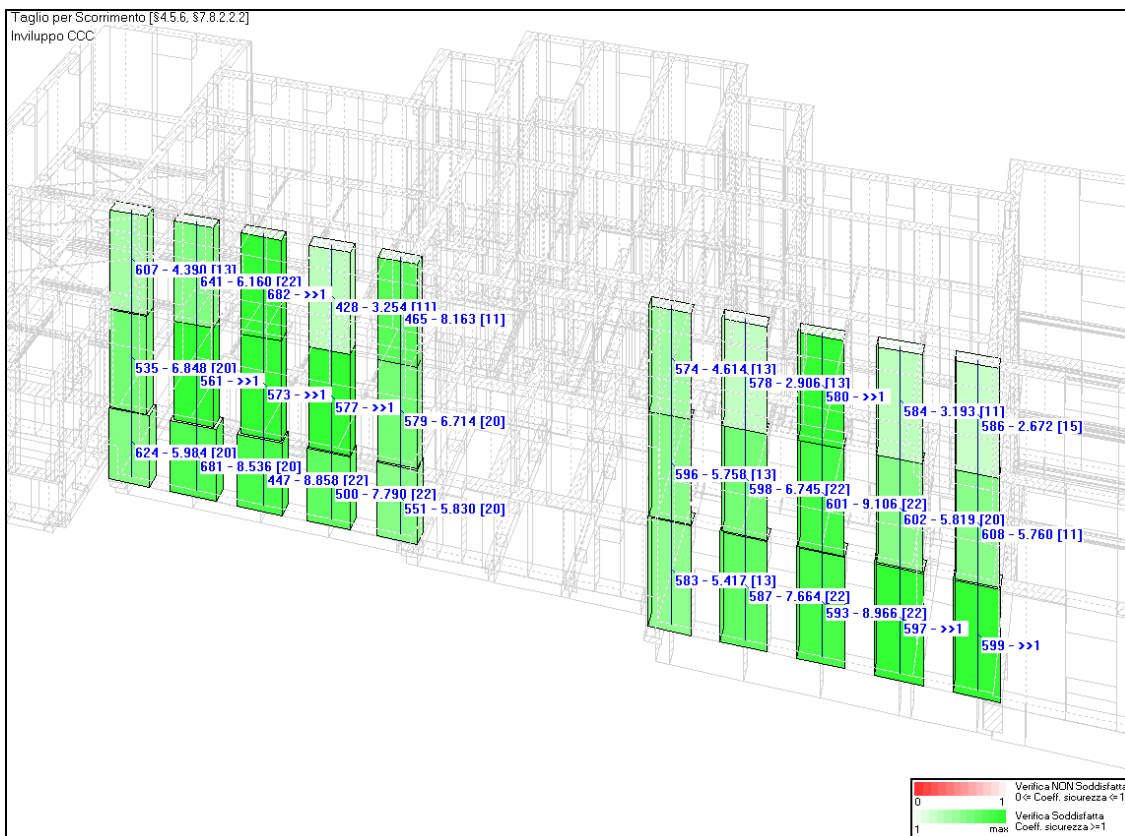 Taglio per Scorrimento [§4.5.6, §7.8.2.2.2]
Inviluppo CCC
607 - 4.390 [13]
641 - 6.160 [22]
682 - >>1
428 - 3.254 [11]
465 - 8.163 [11]
535 - 6.848 [20]
561 - >>1
573 - >>1
577 - >>1
579 - 6.714 [20]
624 - 5.984 [20]
681 - 8.536 [20]
447 - 8.858 [22]
500 - 7.790 [22]
551 - 5.830 [20]
574 - 4.614 [13]
578 - 2.906 [13]
580 - >>1
584 - 3.193 [11]
586 - 2.672 [15]
596 - 5.758 [13]
598 - 6.745 [22]
601 - 9.106 [22]
602 - 5.819 [20]
608 - 5.760 [11]
583 - 5.417 [13]
587 - 7.664 [22]
593 - 8.966 [22]
597 - >>1
599 - >>1
Verifica NON Soddisfatta
0<= Coeff. sicurezza <=1
0 1
Verifica Soddisfatta
Coeff. sicurezza >=1
1 max